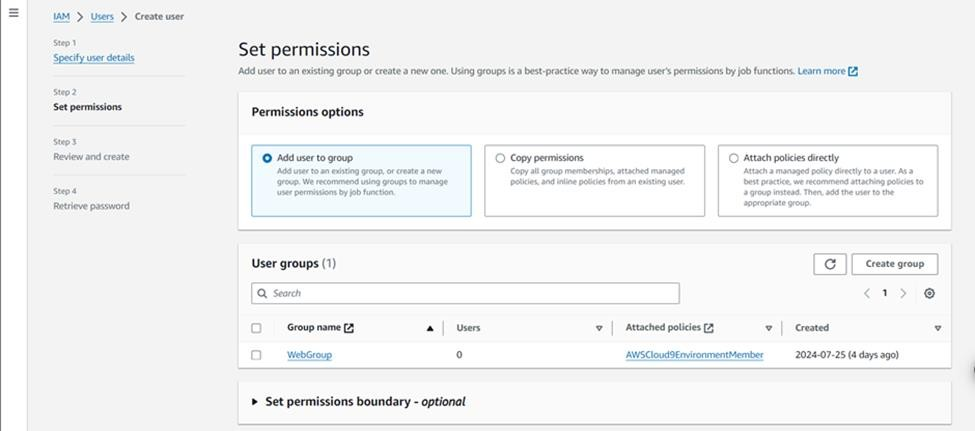 IAM > Users > Create user
Step 1
Specify user details
Step 2
Set permissions
Step 3
Review and create
Step 4
Retrieve password
Set permissions
Add user to an existing group or create a new one. Using groups is a best-practice way to manage user's permissions by job functions. Learn more
Permissions options
Add user to group
Add user to an existing group, or create a new
group. We recommend using groups to manage
user permissions by job function.
Copy permissions
Copy all group memberships, attached managed
policies, and inline policies from an existing user.
Attach policies directly
Attach a managed policy directly to a user. As a
best practice, we recommend attaching policies to
a group instead. Then, add the user to the
appropriate group.
User groups (1)
Create group
Search
1
Group name Users Attached policies Created
WebGroup 0 AWSCloud9EnvironmentMember 2024-07-25 (4 days ago)
Set permissions boundary - optional